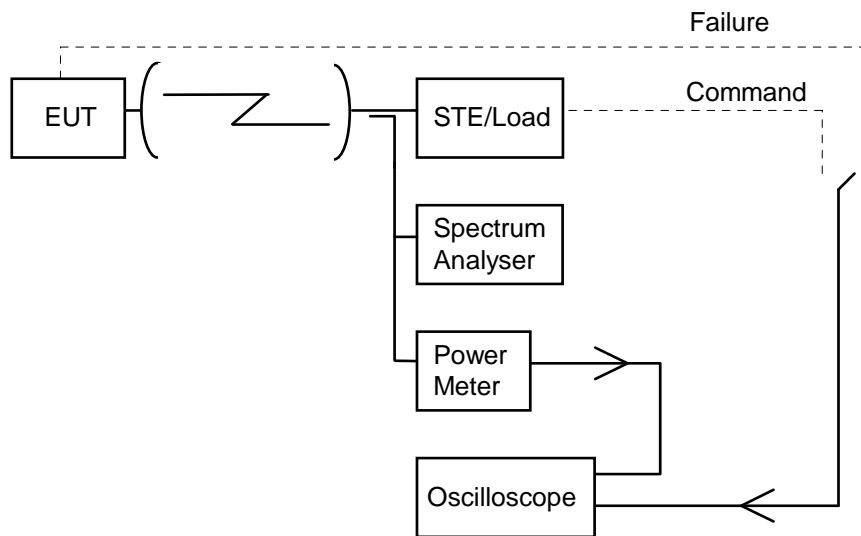 Failure
EUT
STE/Load
Command
Spectrum
Analyser
Power
Meter
Oscilloscope